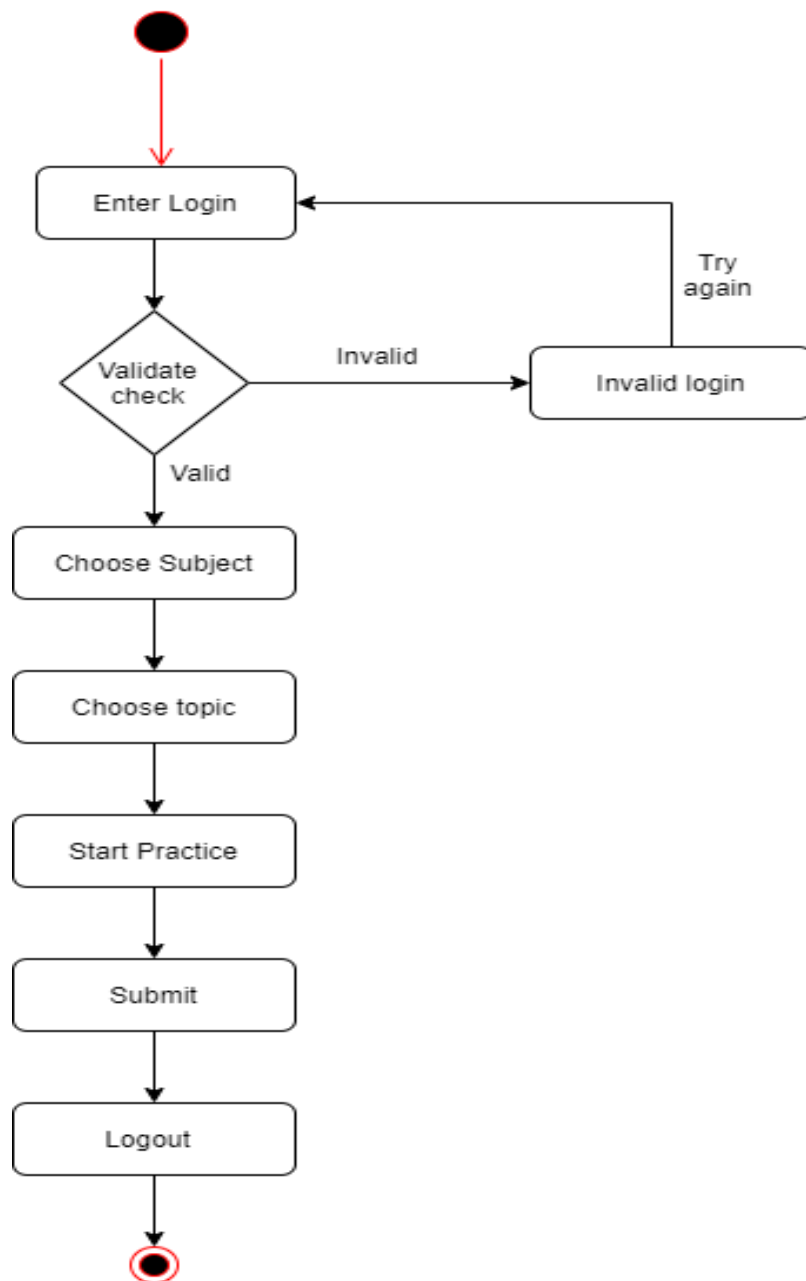 Enter Login
Try
again
Validate
check
Invalid
Invalid login
Valid
Choose Subject
Choose topic
Start Practice
Submit
Logout